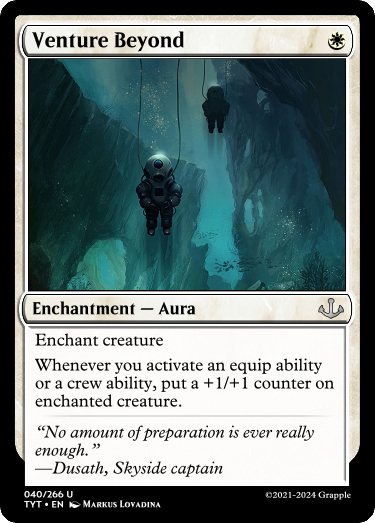 Venture Beyond
Enchantment — Aura
Enchant creature
Whenever you activate an equip ability
or a crew ability, put a +1/+1 counter on
enchanted creature.
“No amount of preparation is ever really
enough.”
—Dusath, Skyside captain
040/266 U
TYT • EN Markus Lovadina
©2021-2024 Grapple